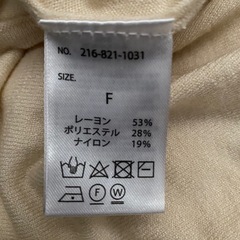 NO. 216-821-1031
SIZE.
F
レーヨン 53%
ポリエステル 28%
ナイロン 19%
F W